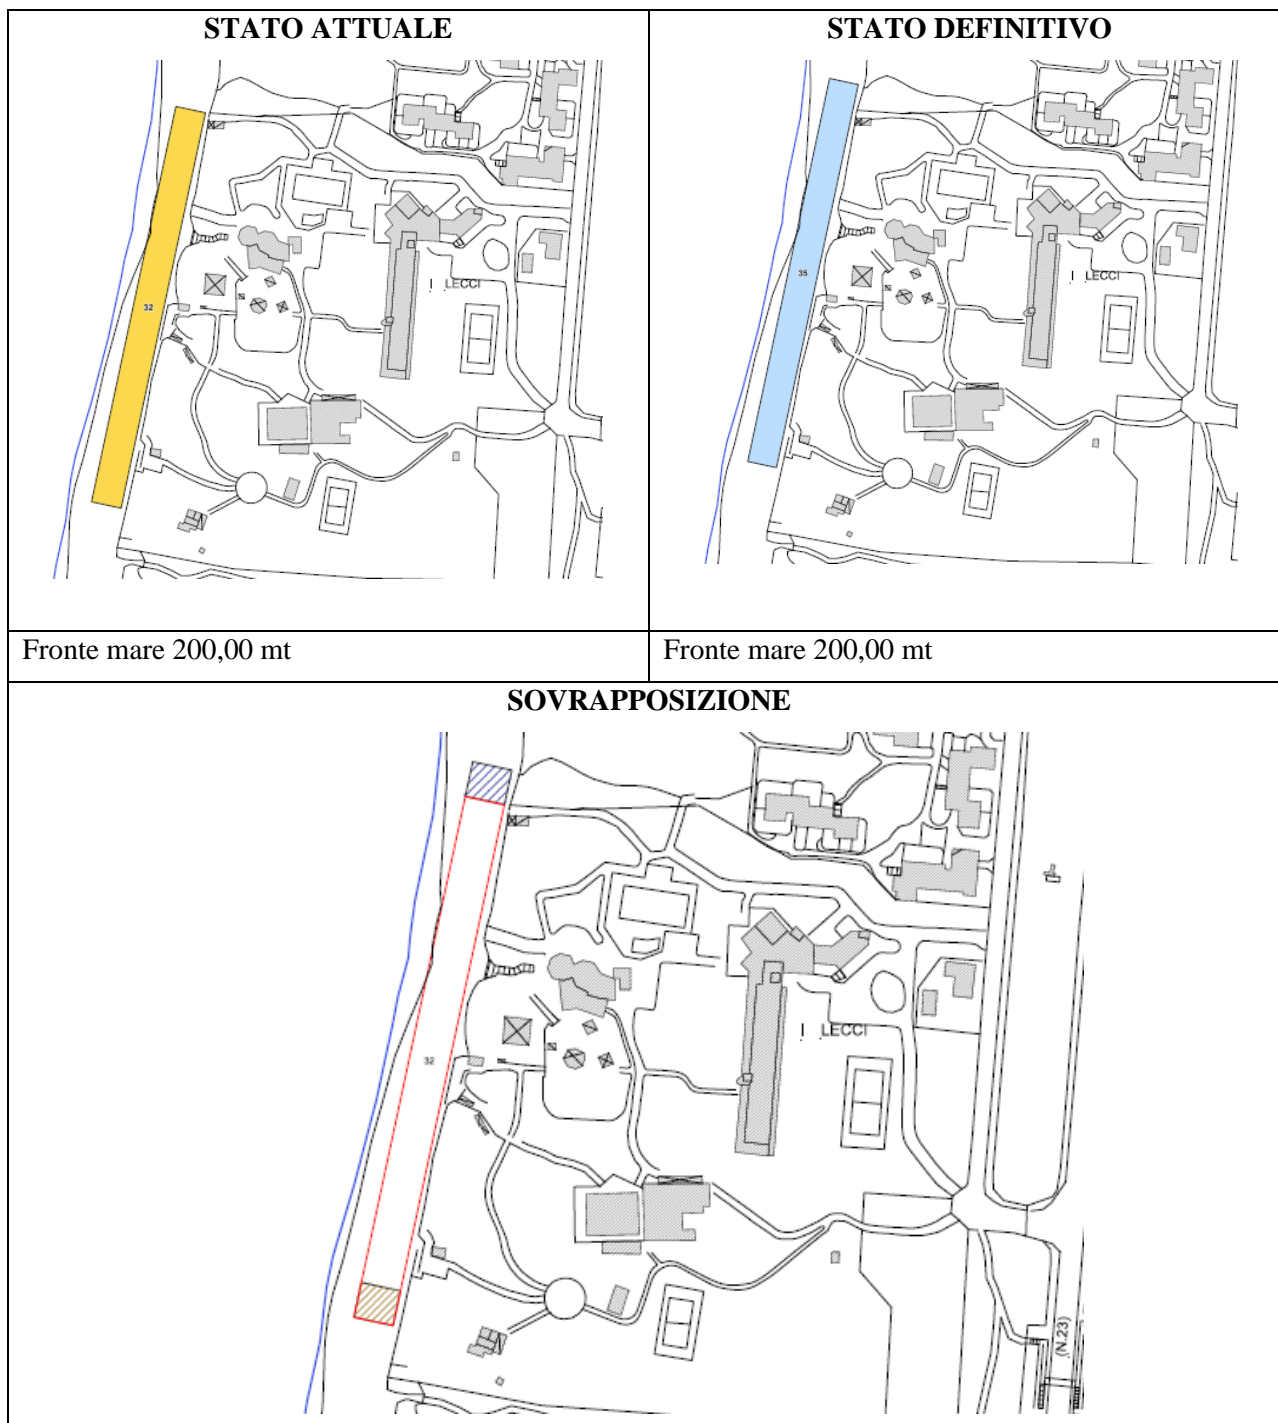 STATO ATTUALE
STATO DEFINITIVO
32
I LECCI
35
I LECCI
Fronte mare 200,00 mt
Fronte mare 200,00 mt
SOVRAPPOSIZIONE
32
I LECCI
(N.23)